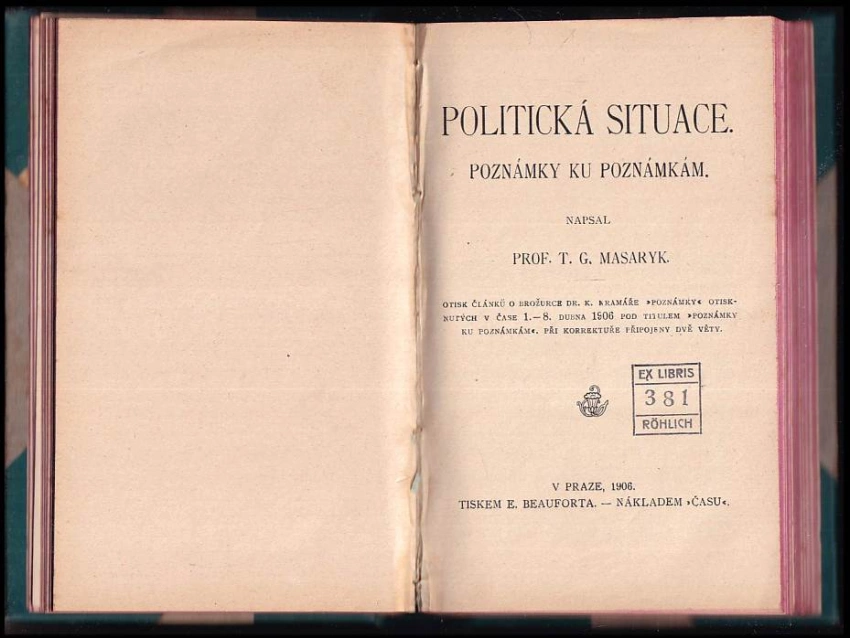 POLITICKÁ SITUACE.
POZNÁMKY KU POZNÁMKÁM.
NAPSAL
PROF. T. G. MASARYK.
OTISK ČLÁNKŮ O BROŽURCE DR. K. KRAMÁŘE »POZNÁMKY« OTISK-
NUTÝCH V ČASE 1.—8. DUBNA 1906 POD TITULEM »POZNÁMKY
KU POZNÁMKÁM«. PŘI KORREKTUŘE PŘIPOJENY DVĚ VĚTY.
EX LIBRIS
381
RÖHLICH
V PRAZE, 1906.
TISKEM E. BEAUFORTA. — NÁKLADEM »ČASU«.